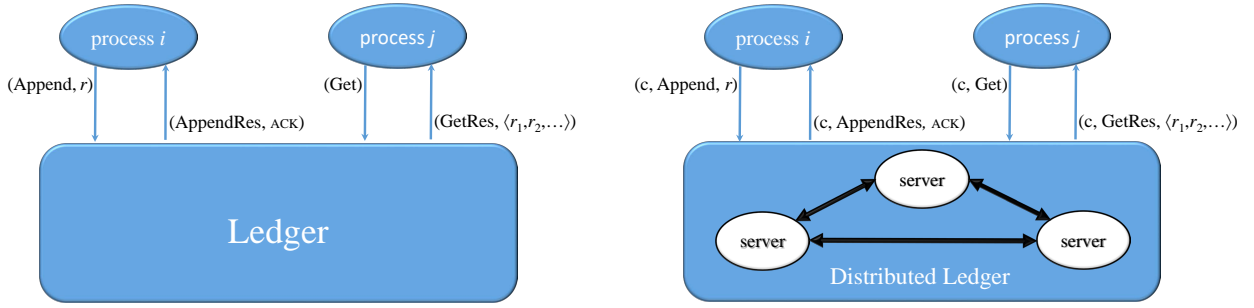 process i
process j
(Append, r)
(Get)
(AppendRes, ACK)
(GetRes, ⟨r1,r2,…⟩)
Ledger
process i
process j
(c, Append, r)
(c, Get)
(c, AppendRes, ACK)
(c, GetRes, ⟨r1,r2,…⟩)
server
server
server
Distributed Ledger